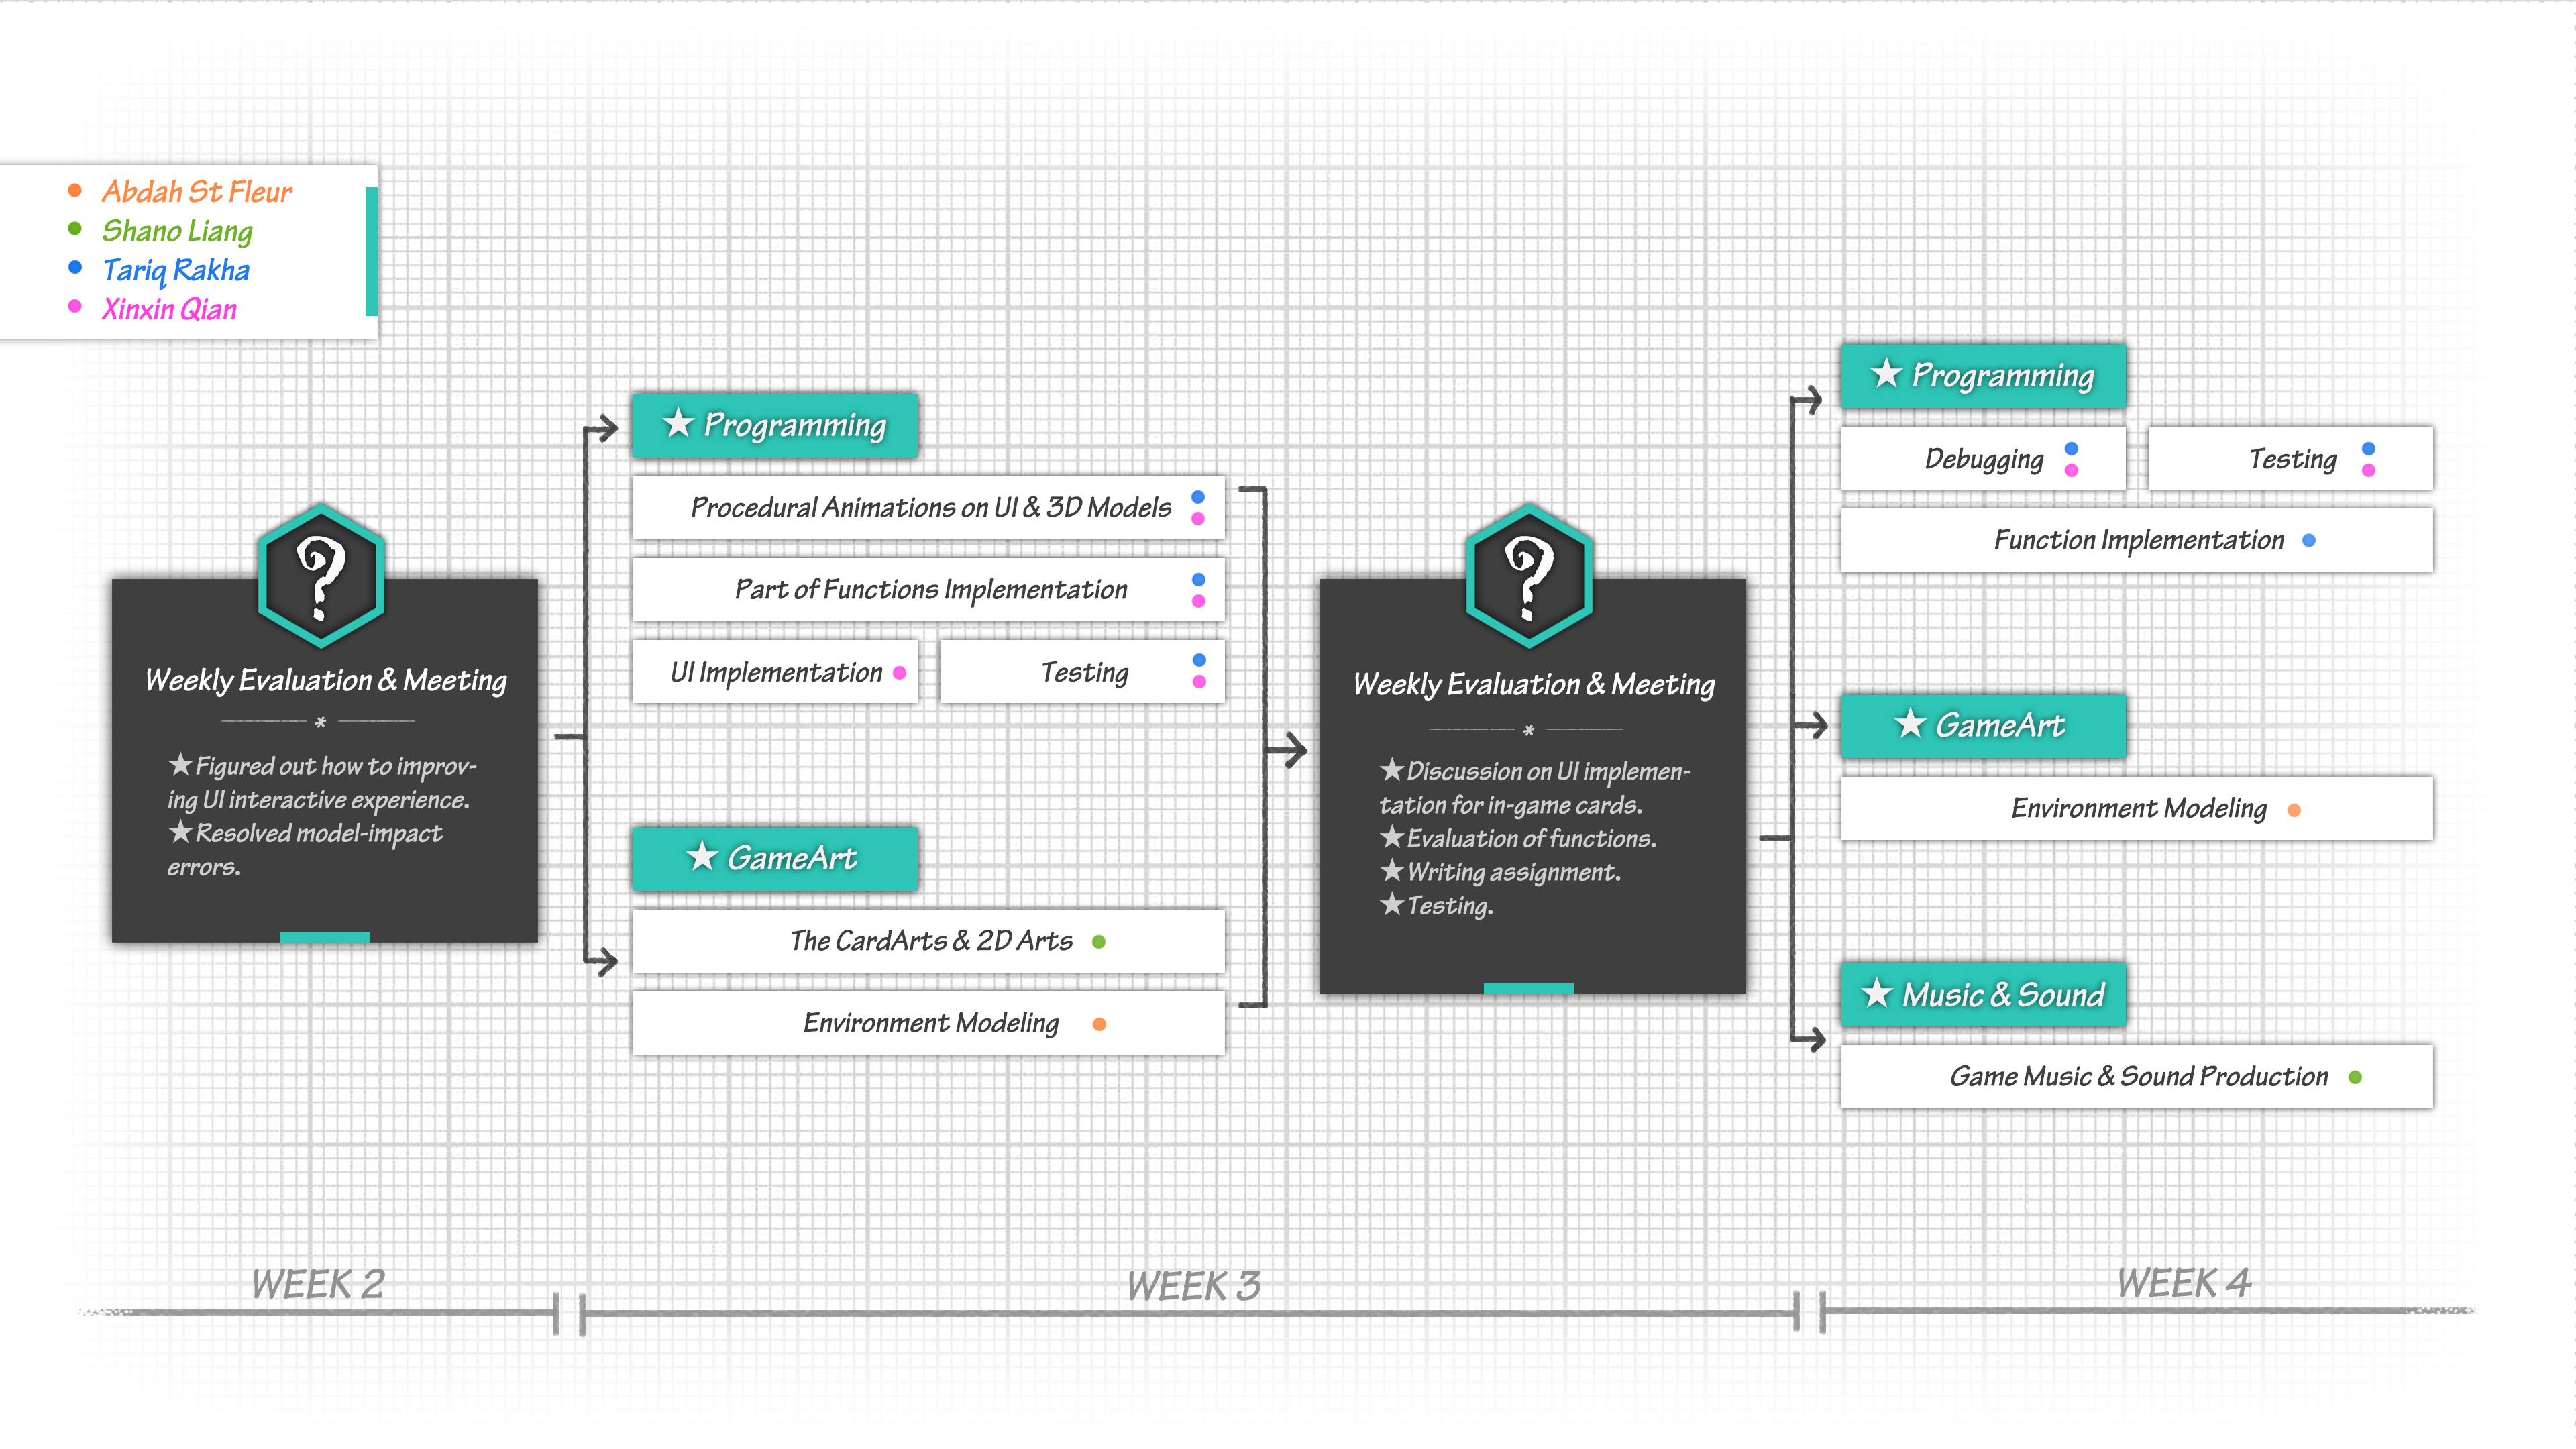 Abdah St Fleur
Shano Liang
Tariq Rakha
Xinxin Qian
?
Weekly Evaluation & Meeting
*
★Figured out how to improv-
ing UI interactive experience.
★Resolved model-impact
errors.
★ Programming
Procedural Animations on UI & 3D Models
Part of Functions Implementation
UI Implementation
Testing
★ GameArt
The CardArts & 2D Arts
Environment Modeling
?
Weekly Evaluation & Meeting
*
★Discussion on UI implemen-
tation for in-game cards.
★Evaluation of functions.
★Writing assignment.
★Testing.
★ Programming
Debugging
Testing
Function Implementation
★ GameArt
Environment Modeling
★ Music & Sound
Game Music & Sound Production
WEEK 2
WEEK 3
WEEK 4